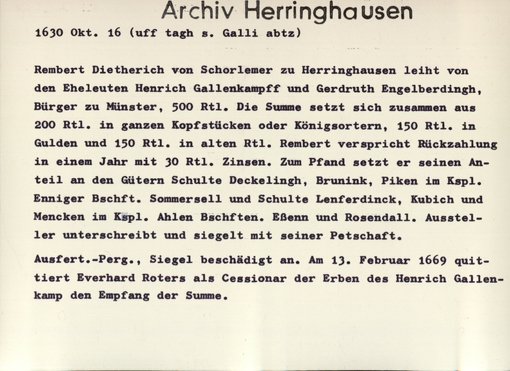 Archiv Herringhausen
1630 Okt. 16 (uff tagh s. Galli abtz)
Rembert Dietherich von Schorlemer zu Herringhausen leiht von
den Eheleuten Henrich Gallenkampff und Gerdruth Engelberdingh,
Bürger zu Münster, 500 Rtl. Die Summe setzt sich zusammen aus
200 Rtl. in ganzen Kopfstücken oder Königsortern, 150 Rtl. in
Gulden und 150 Rtl. in alten Rtl. Rembert verspricht Rückzahlung
in einem Jahr mit 30 Rtl. Zinsen. Zum Pfand setzt er seinen An-
teil an den Gütern Schulte Deckelingh, Brunink, Piken im Kspl.
Enniger Bschft. Sommersell und Schulte Lenferdinck, Kubich und
Mencken im Kspl. Ahlen Bschften. Eßenn und Rosendall. Ausstel-
ler unterschreibt und siegelt mit seiner Petschaft.
Ausfert.-Perg., Siegel beschädigt an. Am 13. Februar 1669 quit-
tiert Everhard Roters als Cessionar der Erben des Henrich Gallen-
kamp den Empfang der Summe.